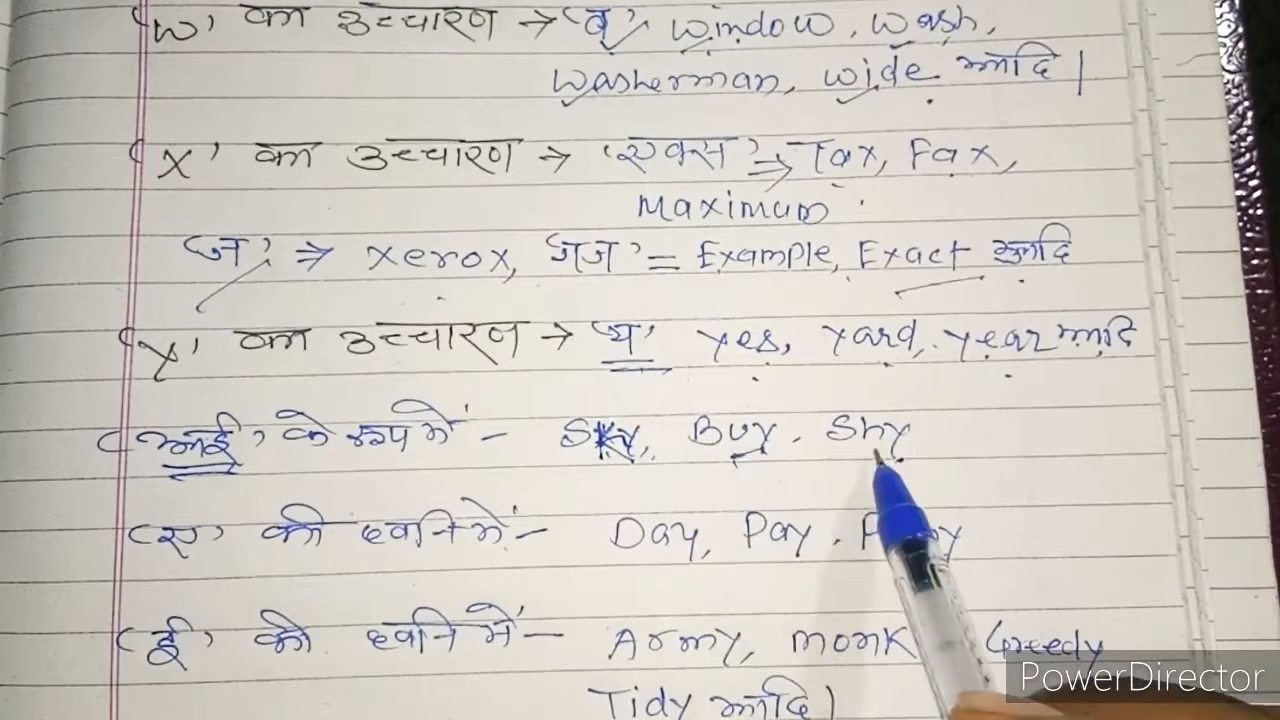 'W' का उच्चारण → 'व', Window, Wash,
Washerman, Wide आदि।
'X' का उच्चारण → 'एक्स' ⇒ Tax, Fax,
Maximum
'ज' ⇒ Xerox, 'ग्ज' = Example, Exact आदि
'Y' का उच्चारण → 'य' Yes, Yard, Year आदि
'आई' के रूप में - Sky, Buy, Shy
'ए' की ध्वनि में - Day, Pay,
'ई' की ध्वनि में - Army, Greedy
Tidy आदि।
PowerDirector